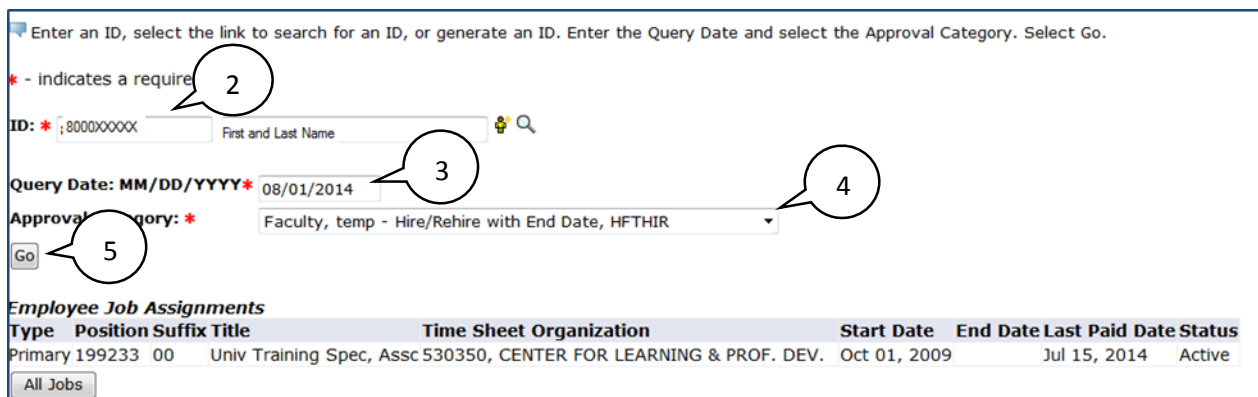 Enter an ID, select the link to search for an ID, or generate an ID. Enter the Query Date and select the Approval Category. Select Go.
* - indicates a require
2
ID: * 8000XXXXX First and Last Name
Query Date: MM/DD/YYYY* 08/01/2014
3
4
Approval gory: * Faculty, temp - Hire/Rehire with End Date, HFTHIR
Go
5
Employee Job Assignments
Type Position Suffix Title Time Sheet Organization Start Date End Date Last Paid Date Status
Primary 199233 00 Univ Training Spec, Assc 530350, CENTER FOR LEARNING & PROF. DEV. Oct 01, 2009 Jul 15, 2014 Active
All Jobs